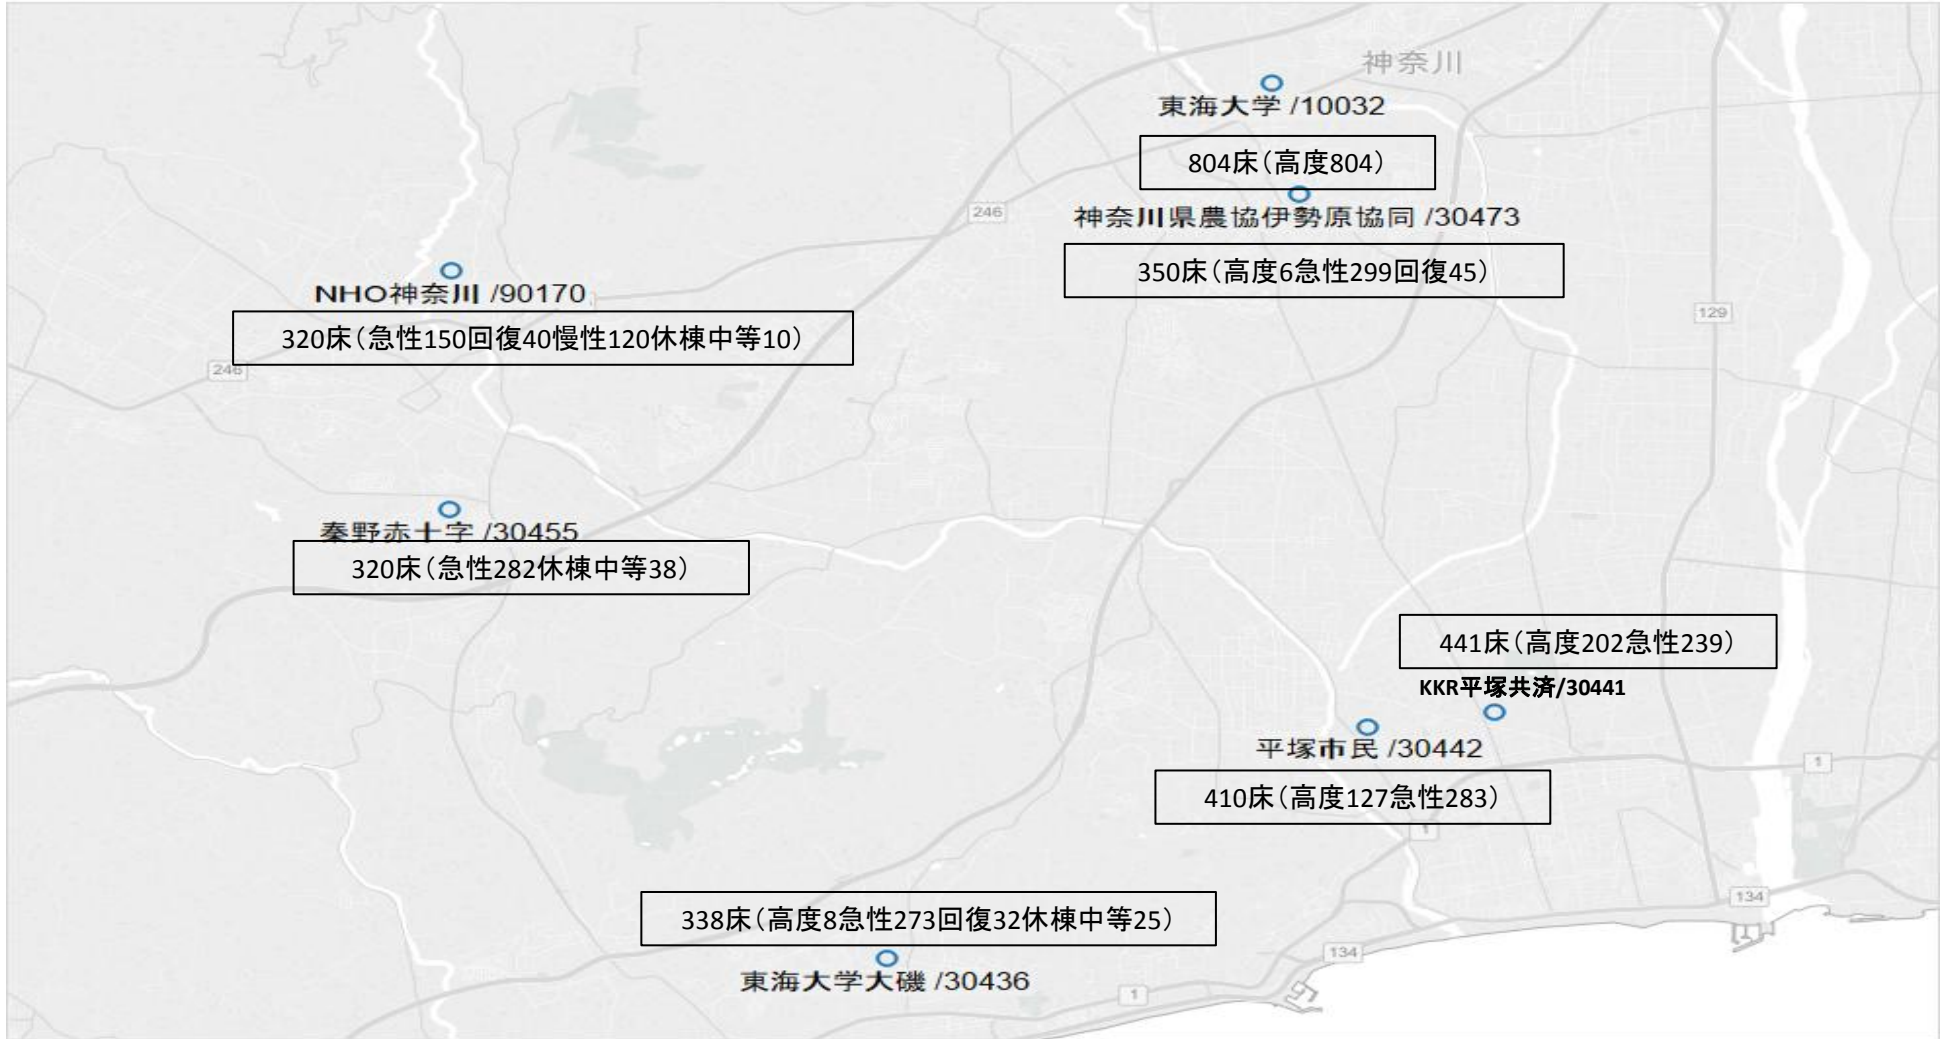 神奈川
東海大学 /10032
804床(高度804)
246
神奈川県農協伊勢原協同 /30473
350床(高度6急性299回復45)
NHO神奈川 /90170
129
320床(急性150回復40慢性120休棟中等10)
246
秦野赤十字 /30455
320床(急性282休棟中等38)
441床(高度202急性239)
KKR平塚共済/30441
平塚市民 /30442
1
410床(高度127急性283)
1
134
338床(高度8急性273回復32休棟中等25)
134
東海大学大磯 /30436
1